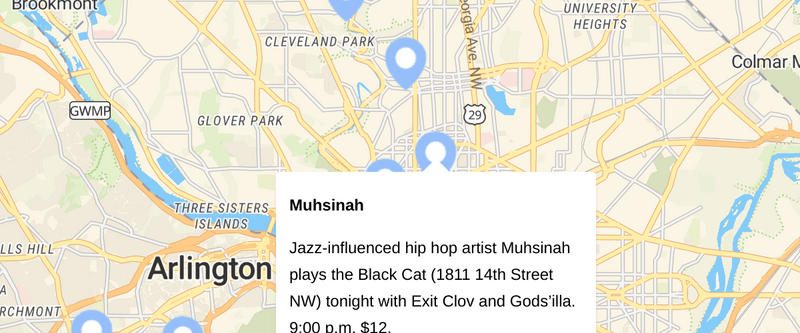 Brookmont
UNIVERSITY
HEIGHTS
CLEVELAND PARK
Georgia Ave. NW
Colmar M
GWMP
29
GLOVER PARK
THREE SISTERS
ISLANDS
LLS HILL
Arlington
RCHMONT
Muhsinah
Jazz-influenced hip hop artist Muhsinah
plays the Black Cat (1811 14th Street
NW) tonight with Exit Clov and Gods’illa.
9:00 p.m. $12.